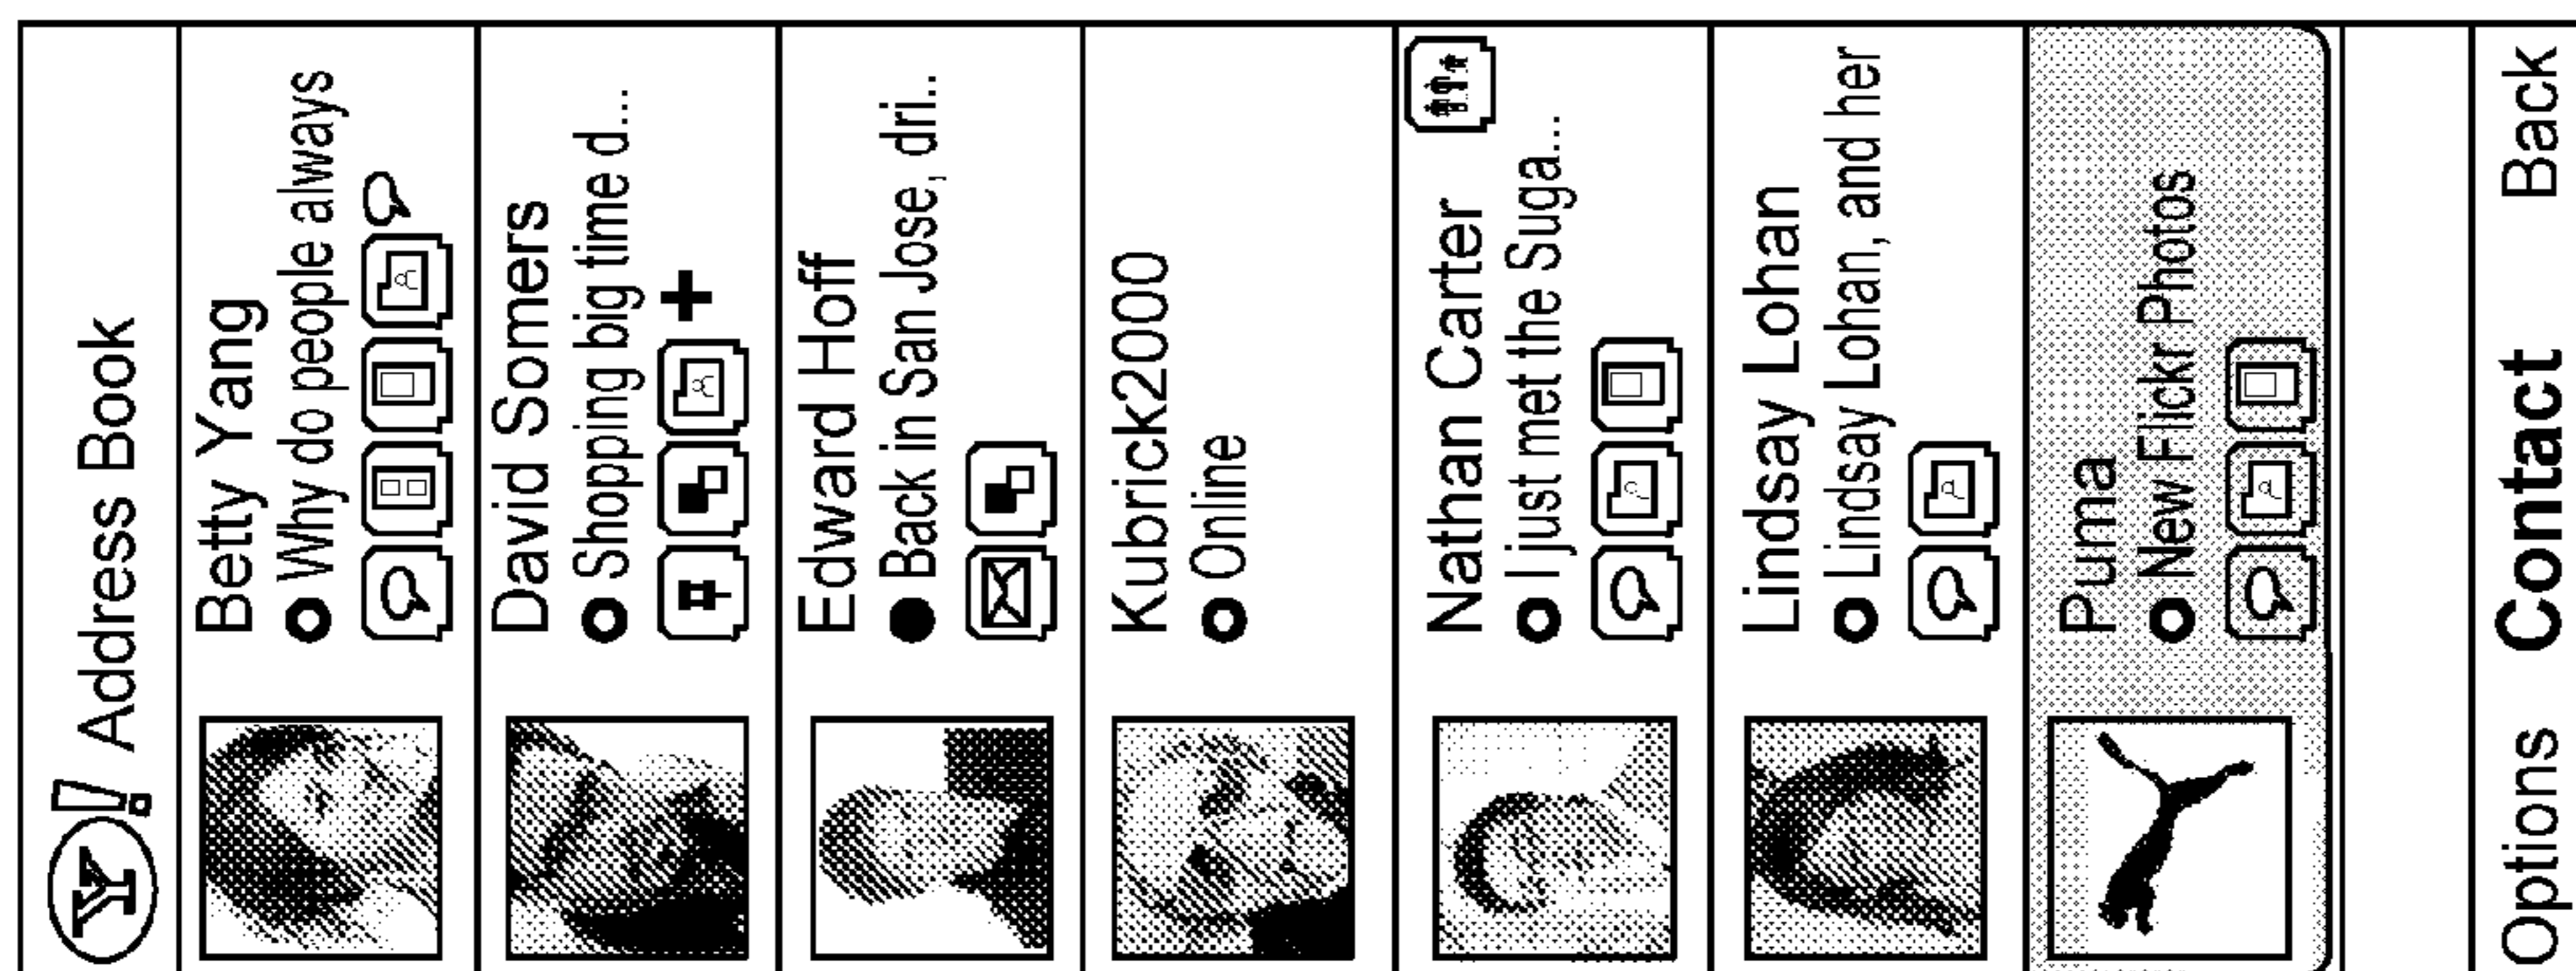 Y! Address Book
Betty Yang
Why do people always
David Somers
Shopping big time d...
Edward Hoff
Back in San Jose, dri..
Kubrick2000
Online
Nathan Carter
I just met the Suga...
Lindsay Lohan
Lindsay Lohan, and her
Puma
New Flickr Photos
Options Contact Back